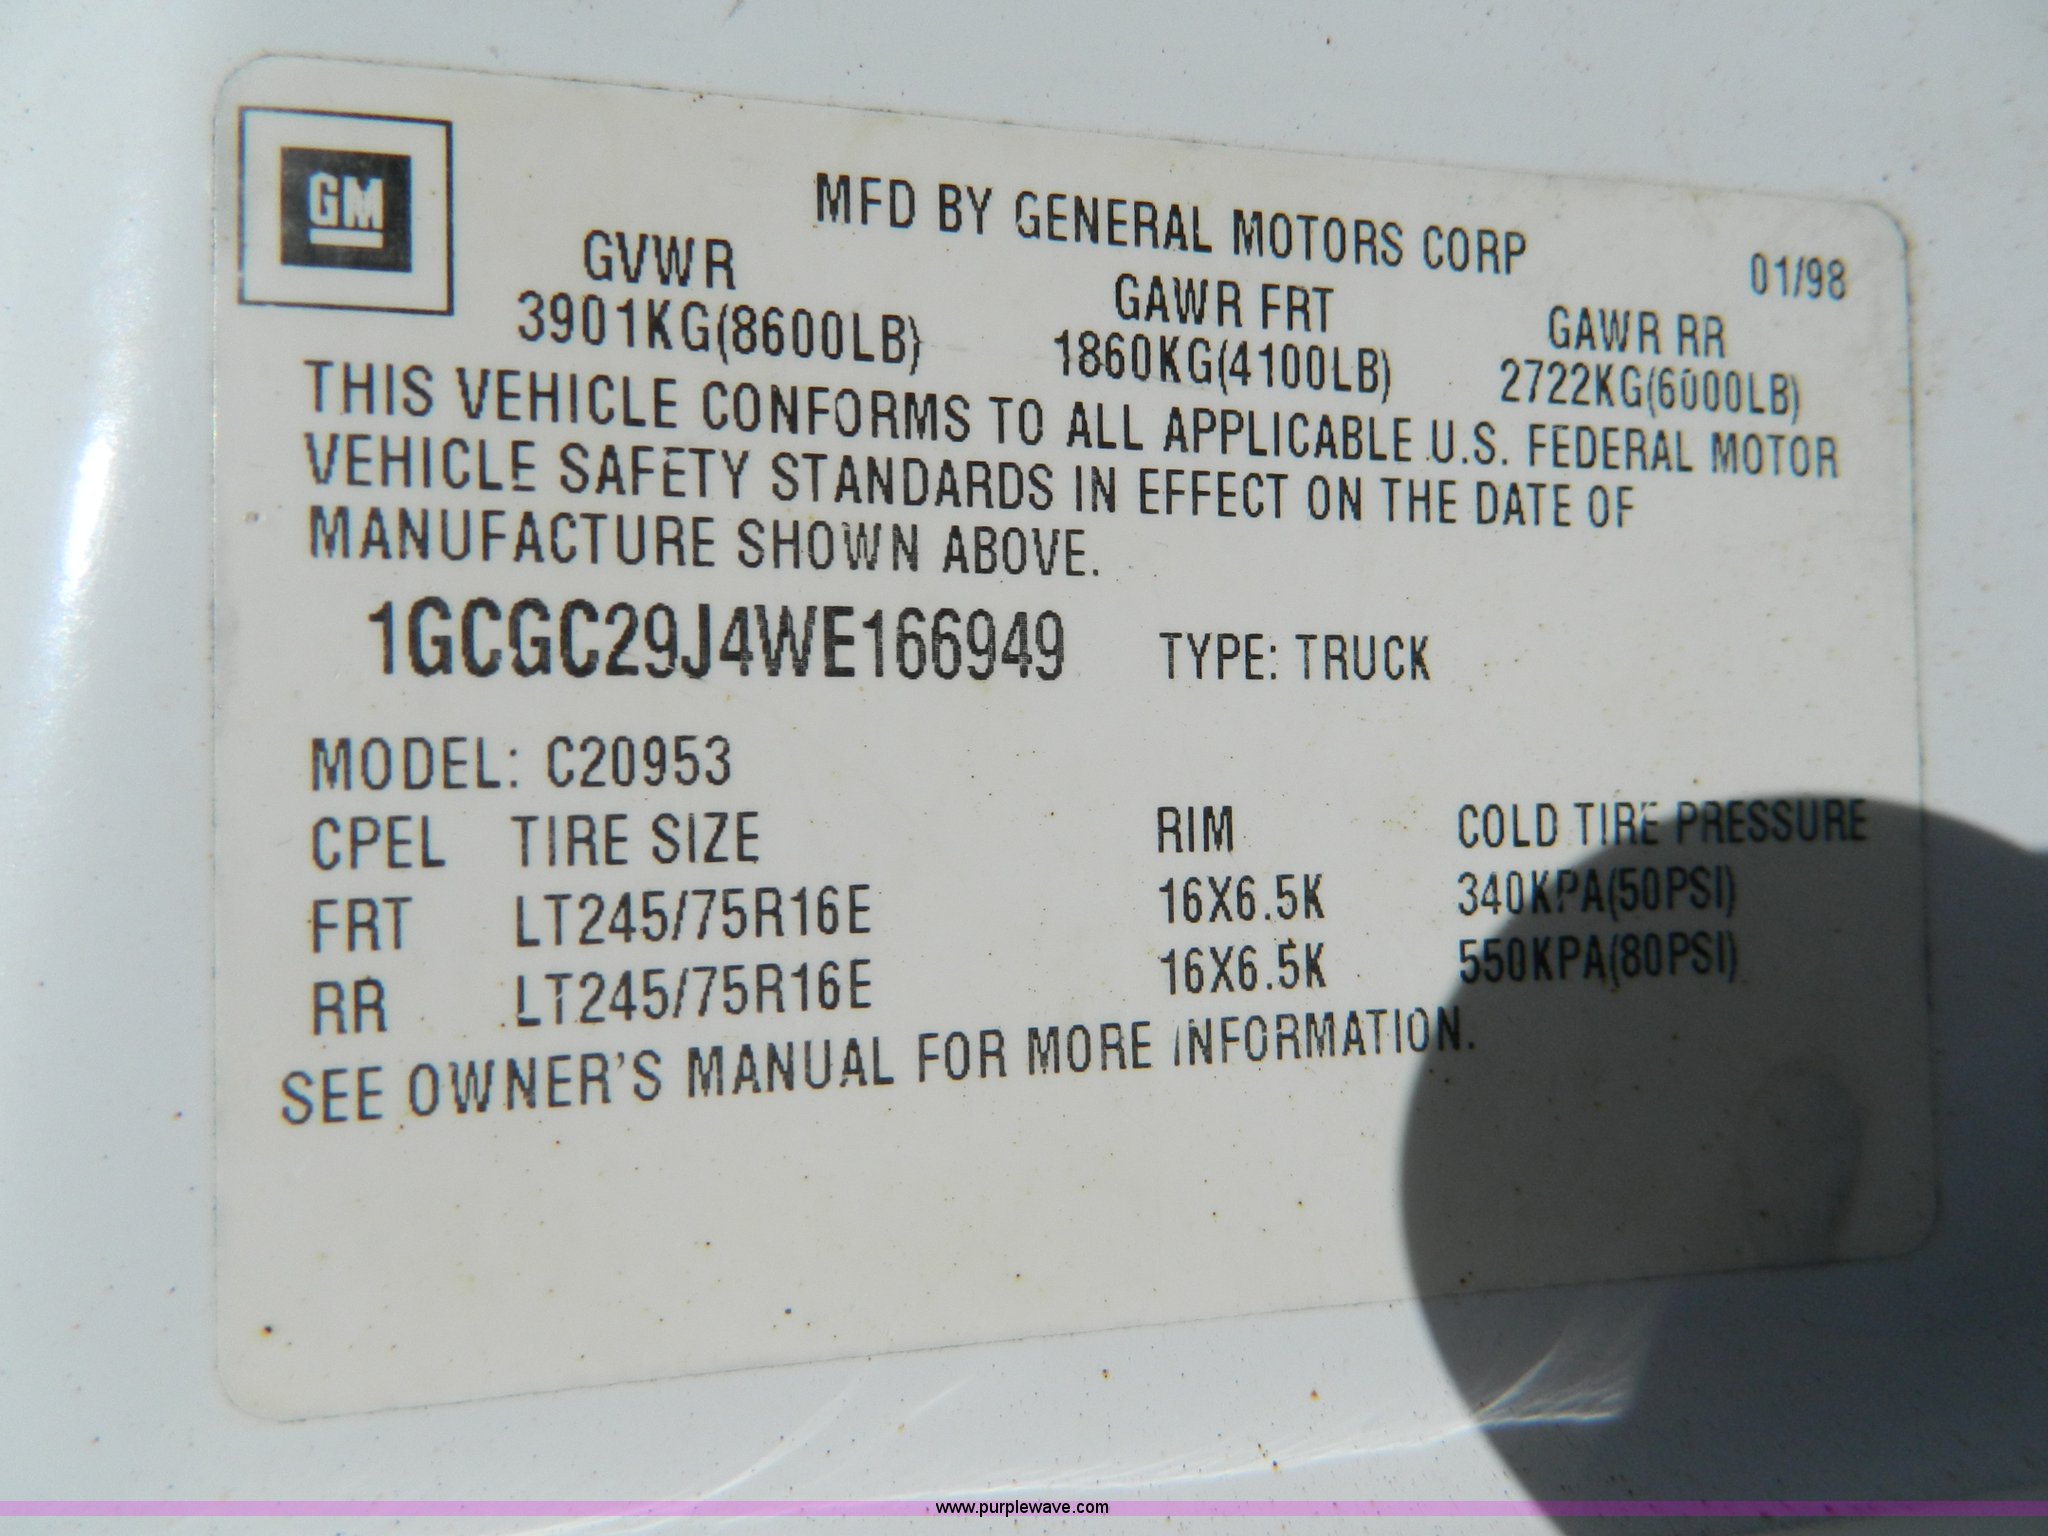 GM
MFD BY GENERAL MOTORS CORP
01/98
GVWR GAWR FRT GAWR RR
3901KG(8600LB) 1860KG(4100LB) 2722KG(6000LB)
THIS VEHICLE CONFORMS TO ALL APPLICABLE U.S. FEDERAL MOTOR
VEHICLE SAFETY STANDARDS IN EFFECT ON THE DATE OF
MANUFACTURE SHOWN ABOVE.
1GCGC29J4WE166949 TYPE: TRUCK
MODEL: C20953
CPEL TIRE SIZE RIM COLD TIRE PRESSURE
FRT LT245/75R16E 16X6.5K 340KPA(50PSI)
RR LT245/75R16E 16X6.5K 550KPA(80PSI)
SEE OWNER'S MANUAL FOR MORE INFORMATION.
www.purplewave.com